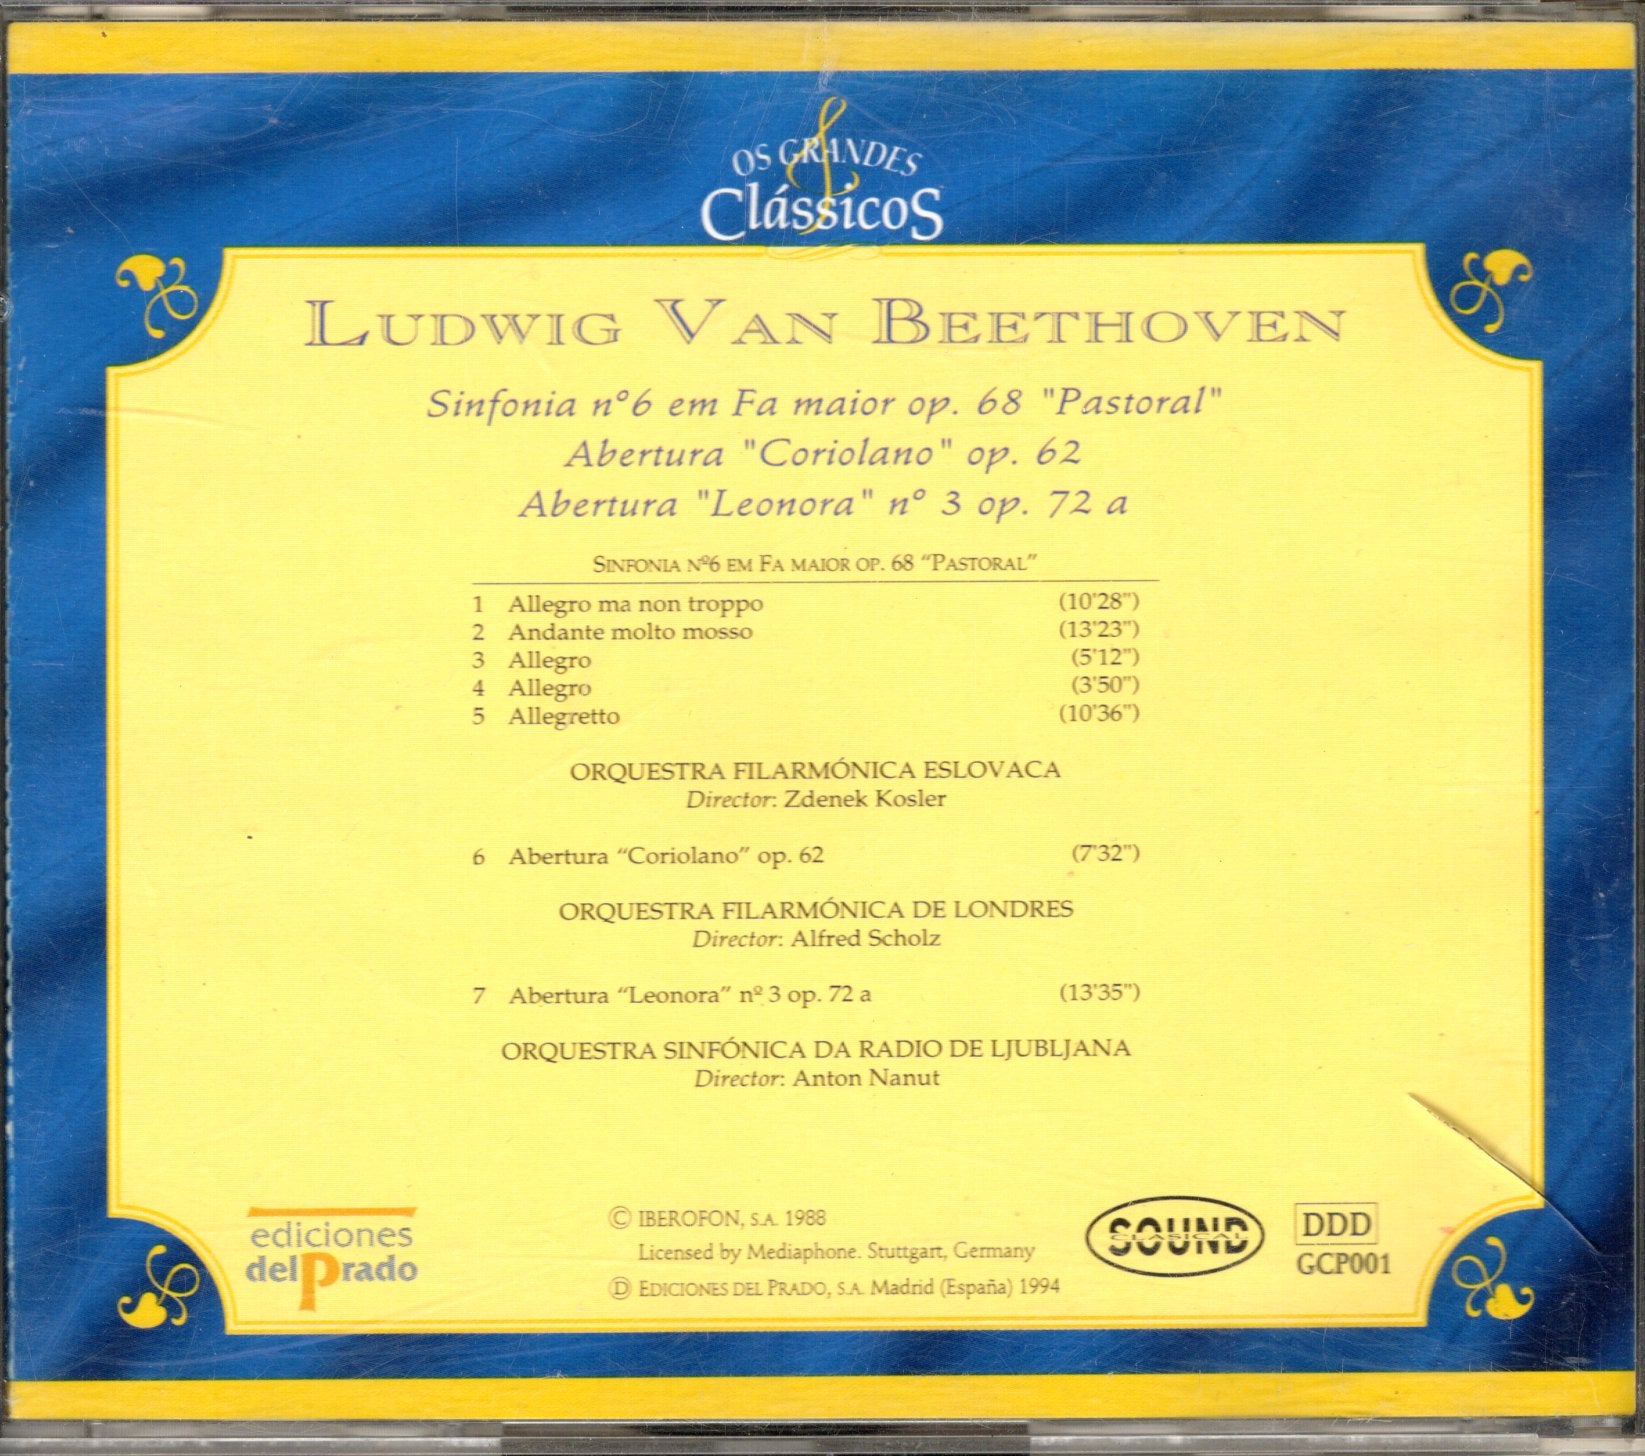 OS GRANDES
ClássicoS
LUDWIG VAN BEETHOVEN
Sinfonia nº6 em Fa maior op. 68 "Pastoral"
Abertura "Coriolano" op. 62
Abertura "Leonora" nº 3 op. 72 a
SINFONIA Nº6 EM FA MAIOR OP. 68 “PASTORAL”
1 Allegro ma non troppo (10'28")
2 Andante molto mosso (13'23")
3 Allegro (5'12")
4 Allegro (3'50")
5 Allegretto (10'36")
ORQUESTRA FILARMÓNICA ESLOVACA
Director: Zdenek Kosler
6 Abertura “Coriolano” op. 62 (7'32")
ORQUESTRA FILARMÓNICA DE LONDRES
Director: Alfred Scholz
7 Abertura “Leonora” nº 3 op. 72 a (13'35")
ORQUESTRA SINFÓNICA DA RADIO DE LJUBLJANA
Director: Anton Nanut
ediciones
del Prado
© IBEROFON, S.A. 1988
Licensed by Mediaphone. Stuttgart, Germany
Ⓓ EDICIONES DEL PRADO, S.A. Madrid (España) 1994
SOUND
CLASICAL
DDD
GCP001